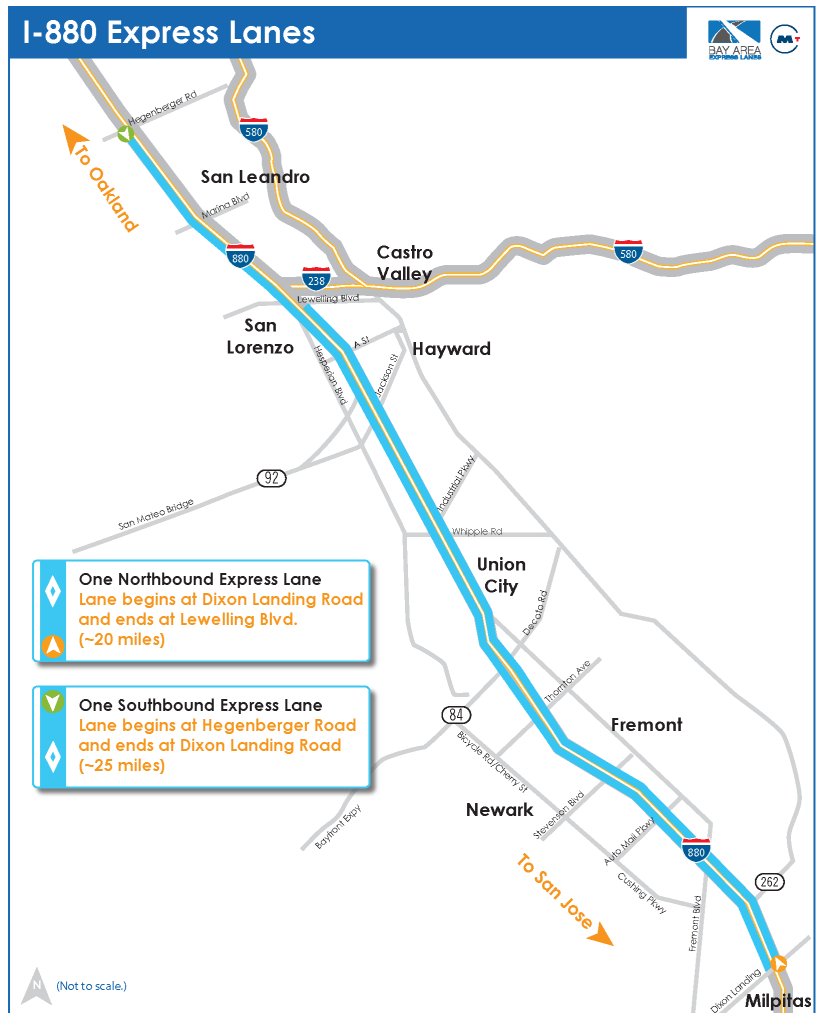 I-880 Express Lanes
BAY AREA
EXPRESS LANES
M T
Hegenberger Rd
580
To Oakland
San Leandro
Marina Blvd
880
Castro
Valley
580
238
Lewelling Blvd
San
Lorenzo
A St
Hayward
Hesperian Blvd
Jackson St
92
San Mateo Bridge
Industrial Pkwy
Whipple Rd
Union
City
Decoto Rd
One Northbound Express Lane
Lane begins at Dixon Landing Road
and ends at Lewelling Blvd.
(~20 miles)
One Southbound Express Lane
Lane begins at Hegenberger Road
and ends at Dixon Landing Road
(~25 miles)
Thornton Ave
84
Fremont
Bicycle Rd/Cherry St
Newark
Stevenson Blvd
Bayfront Expy
Auto Mall Pkwy
880
To San Jose
Cushing Pkwy
262
Fremont Blvd
N
(Not to scale.)
Dixon Landing
Milpitas